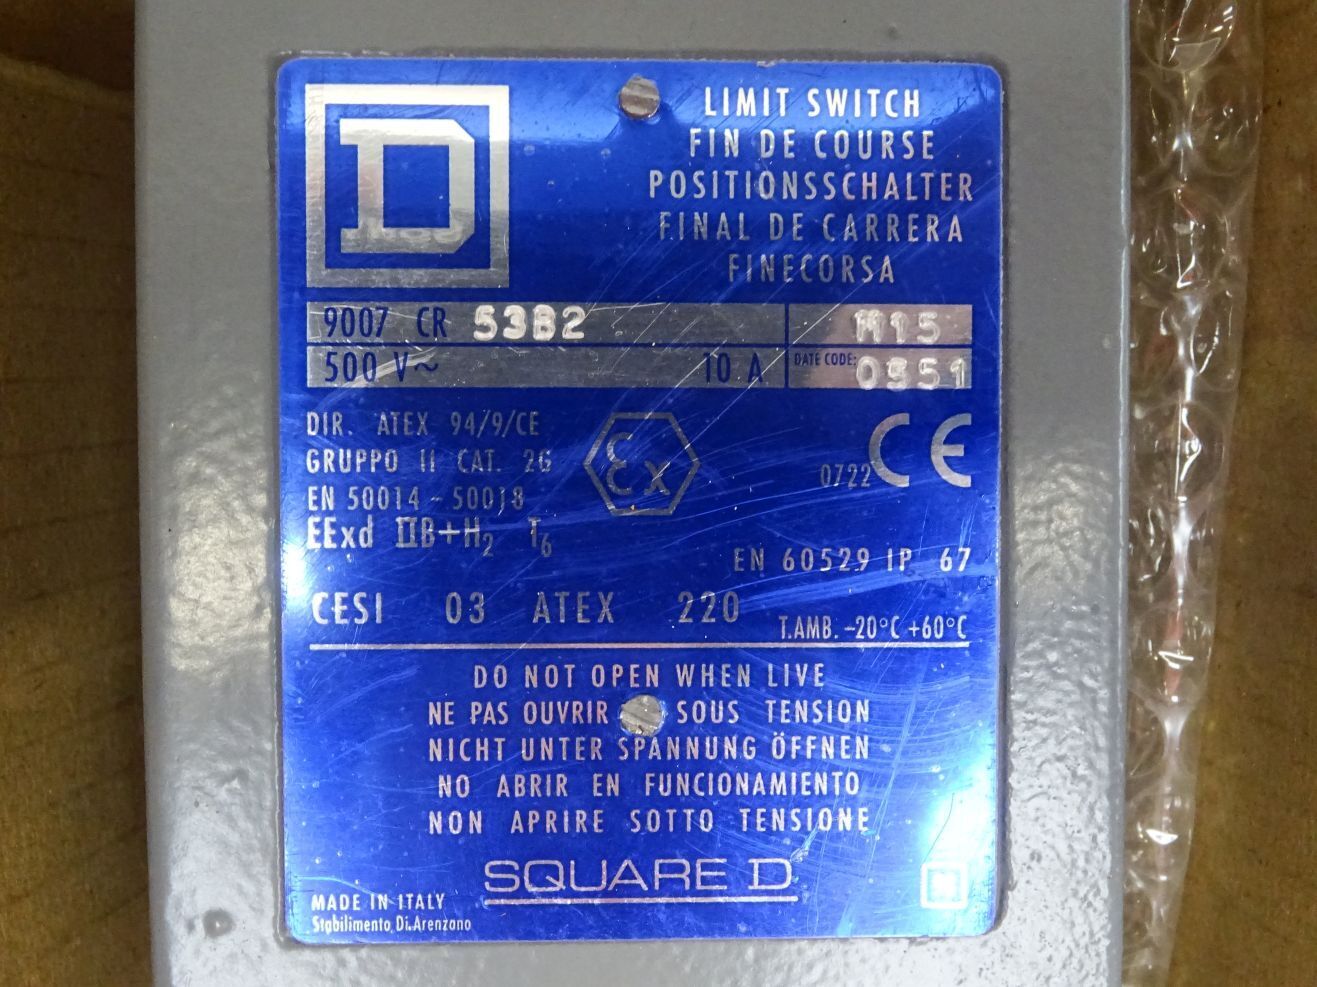 D
LIMIT SWITCH
FIN DE COURSE
POSITIONSSCHALTER
FINAL DE CARRERA
FINECORSA
9007 CR 53B2 M15
500 V~ 10 A DATE CODE: 0551
DIR. ATEX 94/9/CE
GRUPPO II CAT. 2G
EN 50014 - 50018
EExd IIB+H2 T6
Ex
0722 CE
EN 60529 IP 67
CESI 03 ATEX 220
T.AMB. -20°C +60°C
DO NOT OPEN WHEN LIVE
NE PAS OUVRIR SOUS TENSION
NICHT UNTER SPANNUNG ÖFFNEN
NO ABRIR EN FUNCIONAMIENTO
NON APRIRE SOTTO TENSIONE
SQUARE D
MADE IN ITALY
Stabilimento Di Arenzano